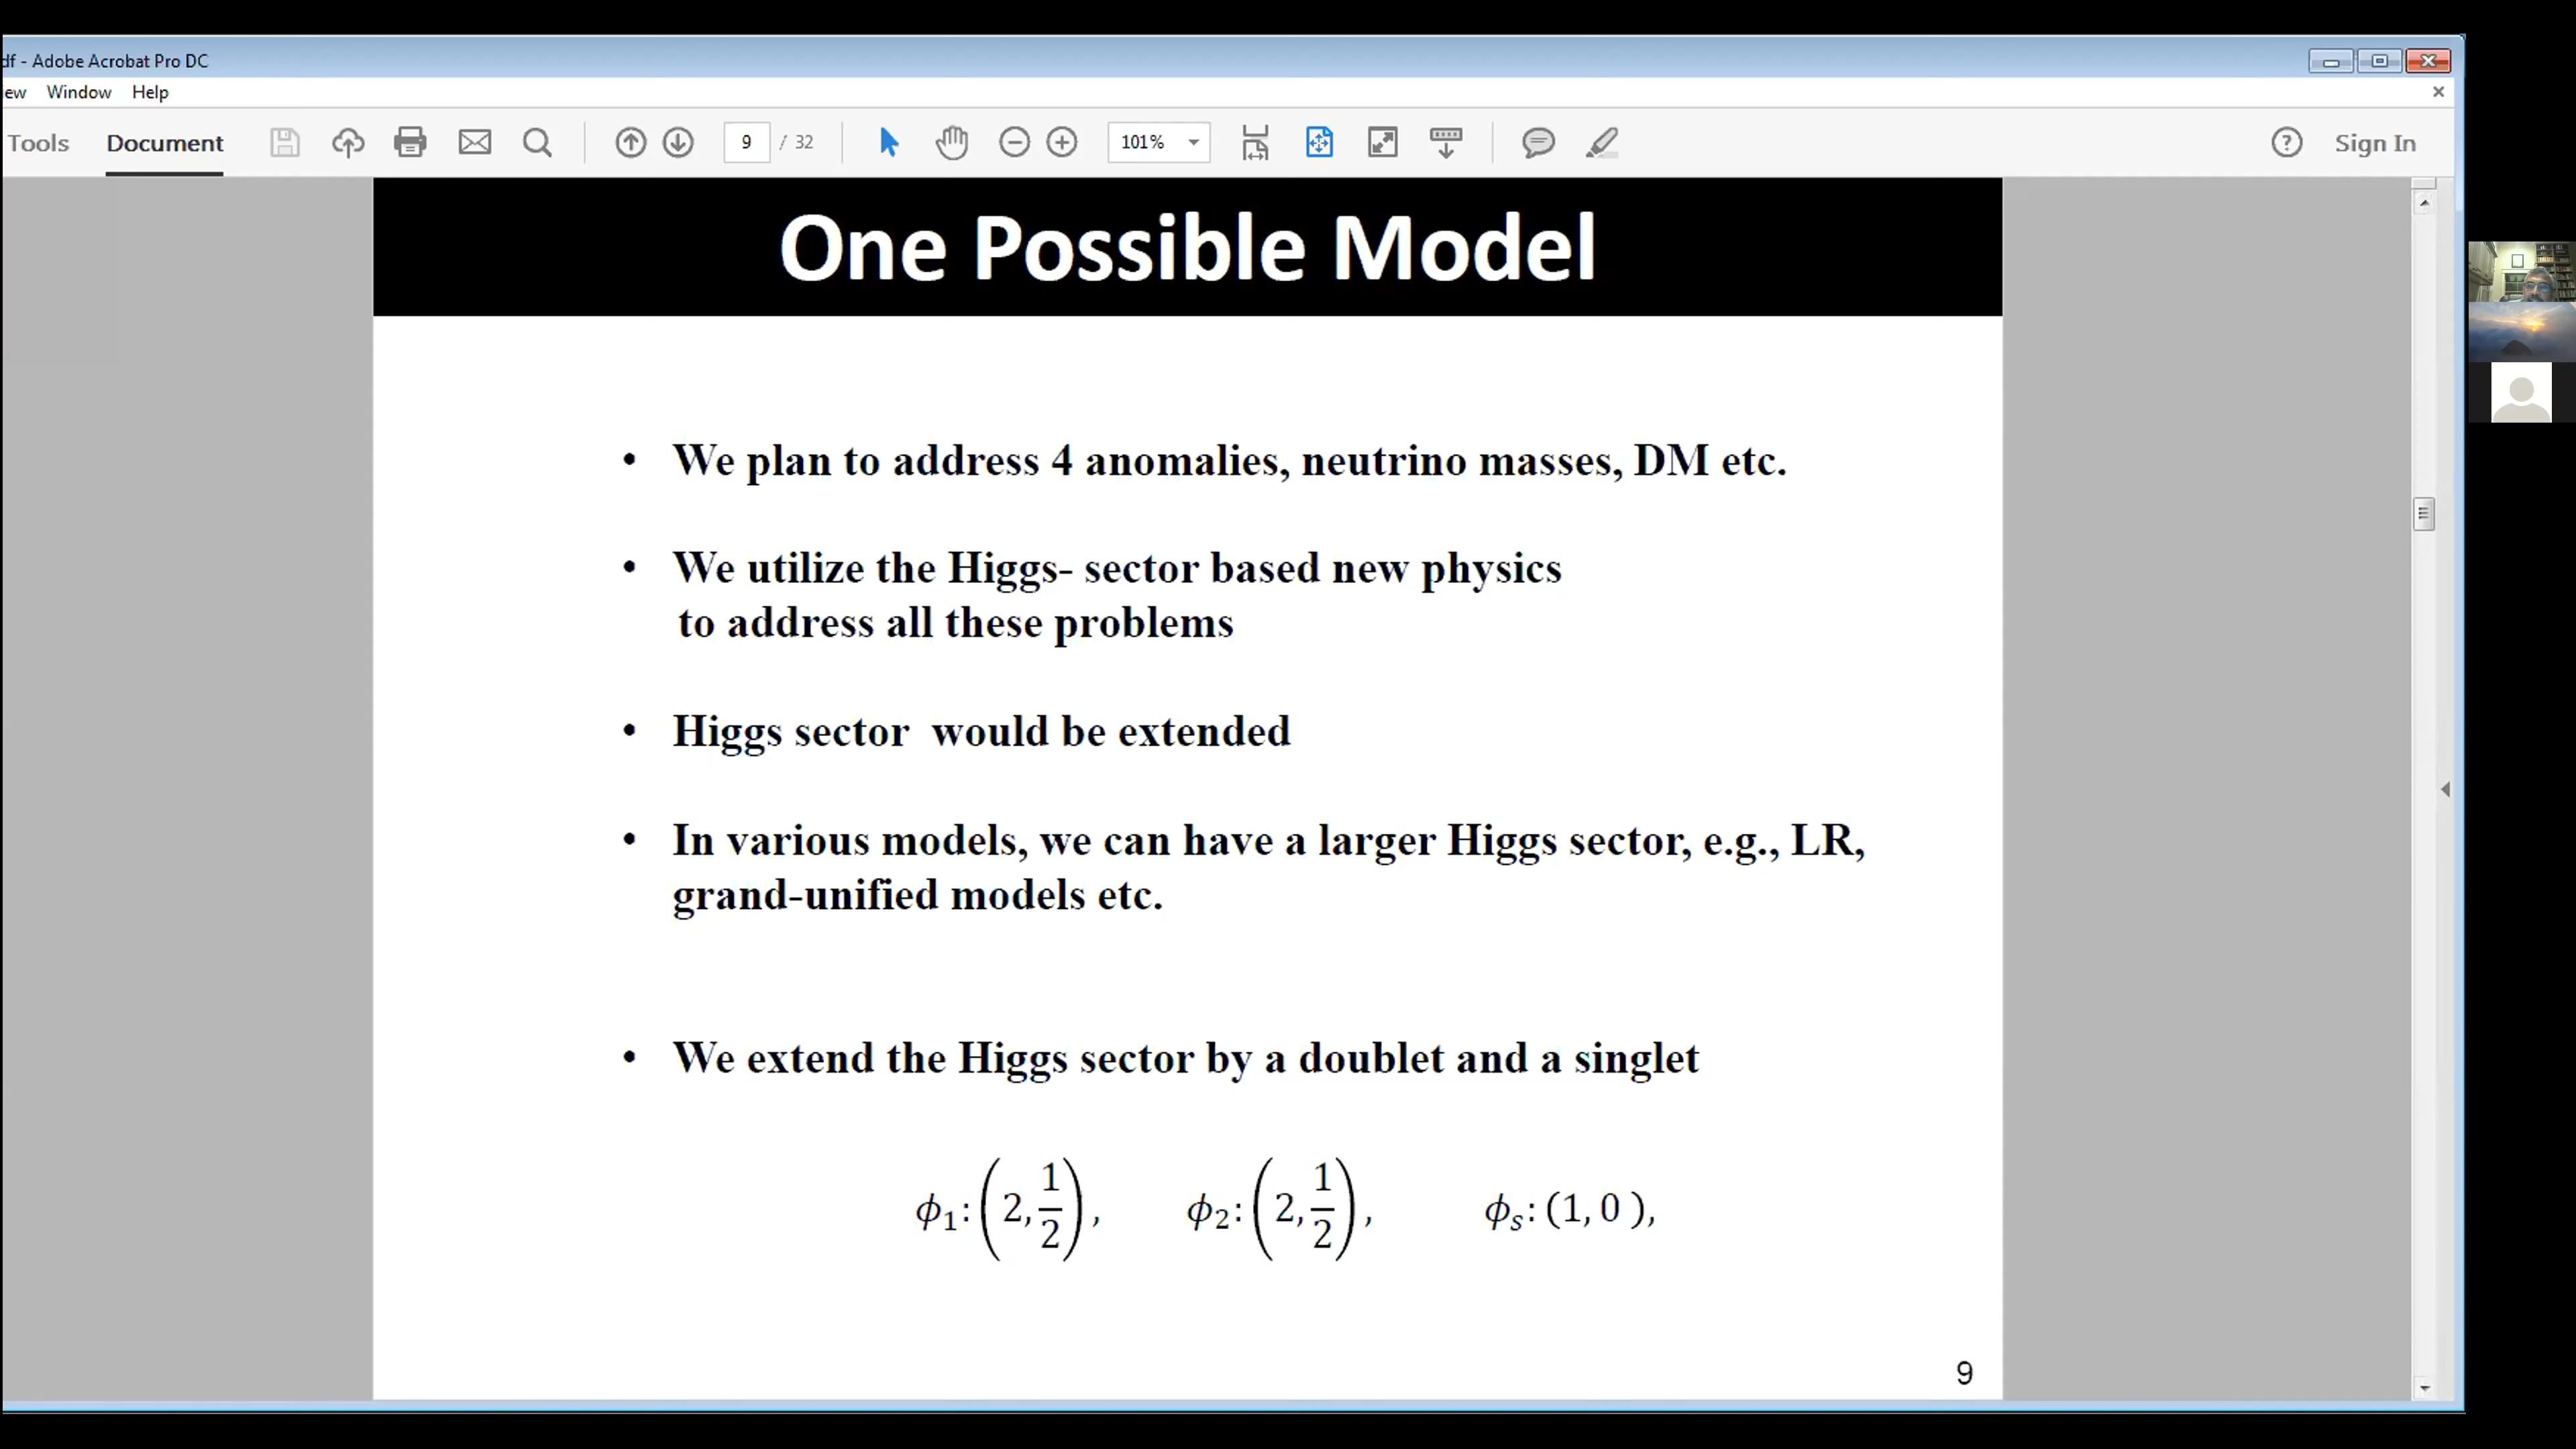 df - Adobe Acrobat Pro DC
ew Window Help
Tools Document 9 / 32 101% Sign In
One Possible Model
• We plan to address 4 anomalies, neutrino masses, DM etc.
• We utilize the Higgs- sector based new physics
to address all these problems
• Higgs sector would be extended
• In various models, we can have a larger Higgs sector, e.g., LR,
grand-unified models etc.
• We extend the Higgs sector by a doublet and a singlet
ϕ₁: (2, 1/2), ϕ₂: (2, 1/2), ϕₛ: (1, 0 ),
9